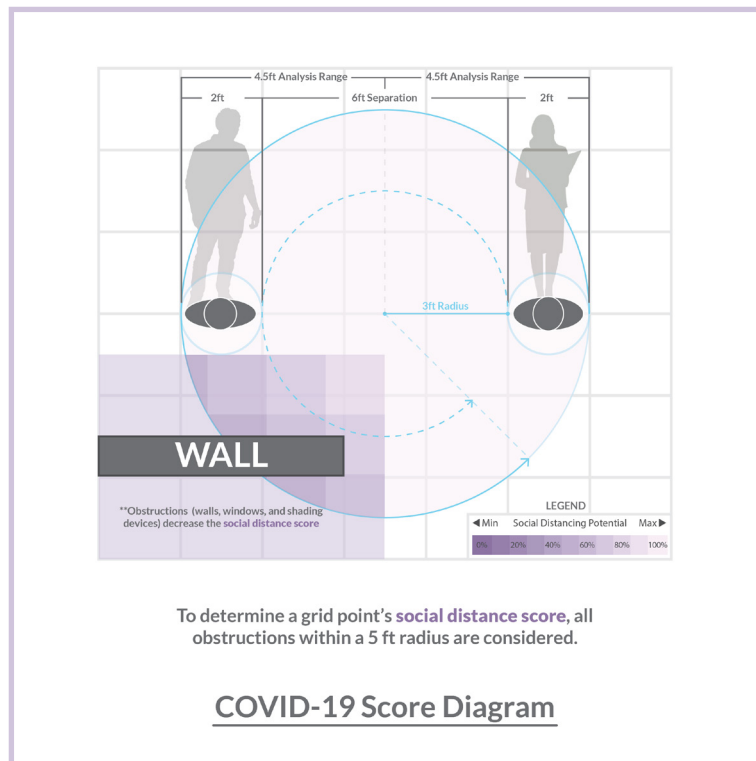 4.5ft Analysis Range 4.5ft Analysis Range
2ft 6ft Separation 2ft
3ft Radius
WALL
**Obstructions (walls, windows, and shading
devices) decrease the social distance score
LEGEND
◀Min Social Distancing Potential Max▶
0% 20% 40% 60% 80% 100%
To determine a grid point's social distance score, all
obstructions within a 5 ft radius are considered.
COVID-19 Score Diagram